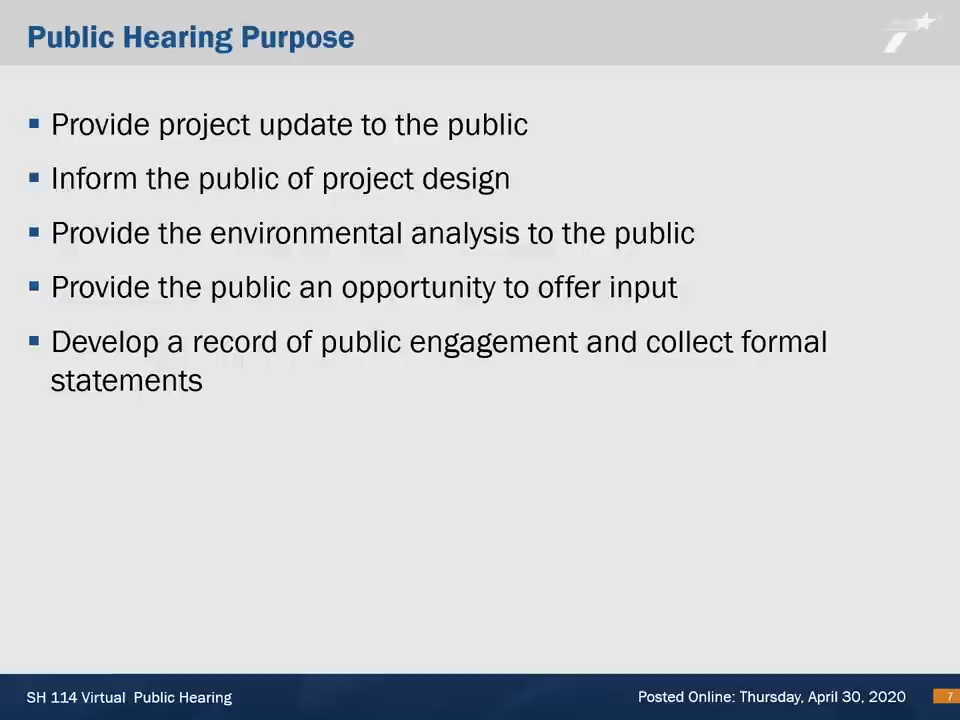 Public Hearing Purpose
▪ Provide project update to the public
▪ Inform the public of project design
▪ Provide the environmental analysis to the public
▪ Provide the public an opportunity to offer input
▪ Develop a record of public engagement and collect formal
statements
SH 114 Virtual Public Hearing
Posted Online: Thursday, April 30, 2020
7